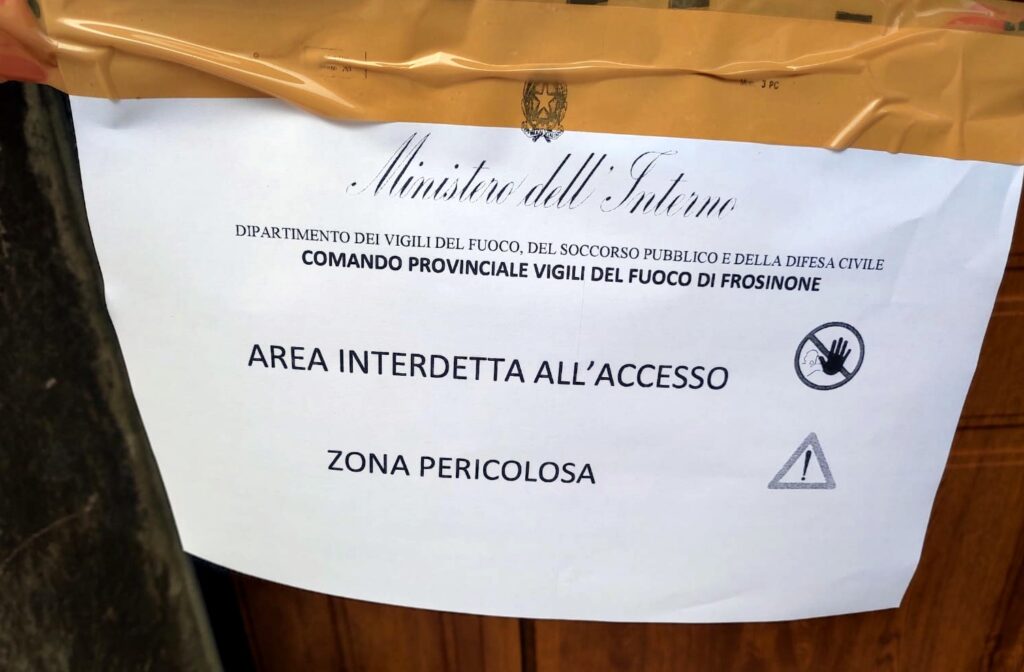 Ministero dell'Interno
DIPARTIMENTO DEI VIGILI DEL FUOCO, DEL SOCCORSO PUBBLICO E DELLA DIFESA CIVILE
COMANDO PROVINCIALE VIGILI DEL FUOCO DI FROSINONE
AREA INTERDETTA ALL'ACCESSO
ZONA PERICOLOSA